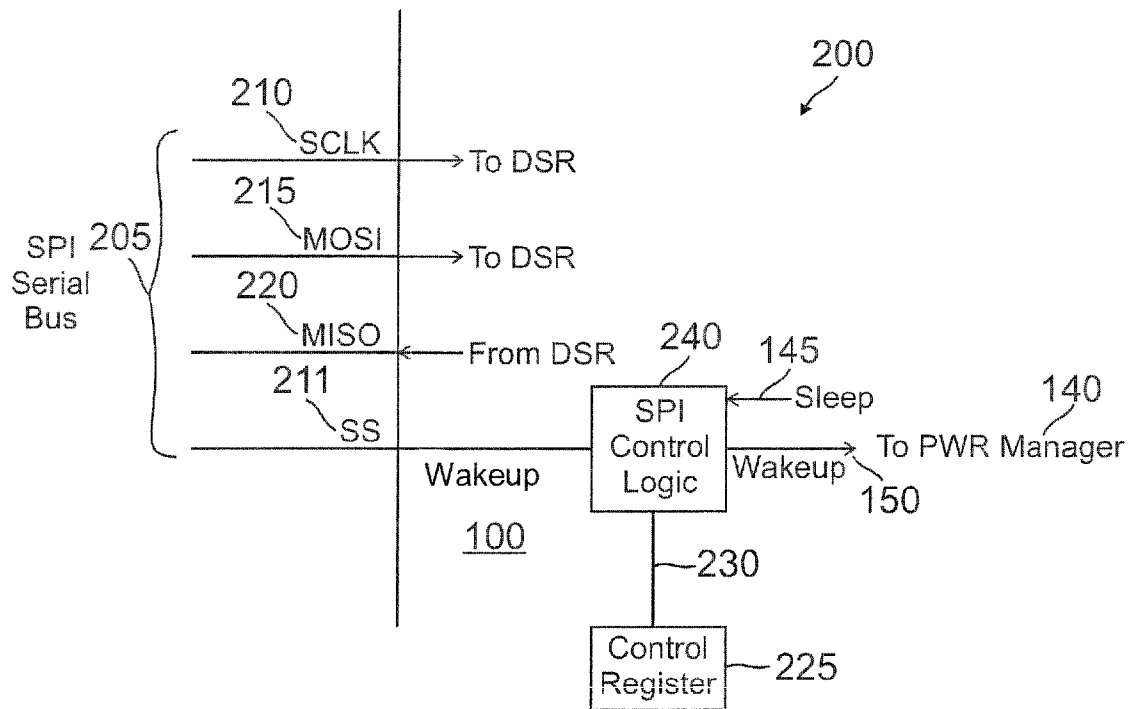 200
210
SCLK
To DSR
215
MOSI
To DSR
SPI 205
Serial
Bus
220
MISO
From DSR
211
SS
Wakeup
240
SPI
Control
Logic
145
Sleep
140
To PWR Manager
Wakeup
150
100
230
Control
Register
225